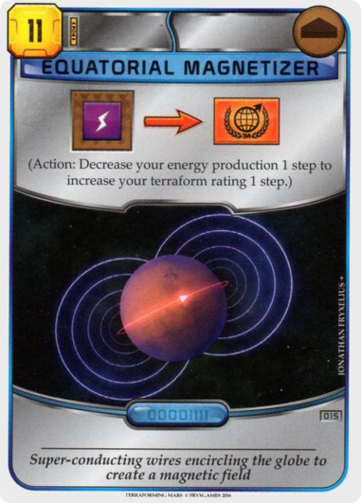 11
EQUATORIAL MAGNETIZER
(Action: Decrease your energy production 1 step to
increase your terraform rating 1 step.)
JONATHAN FRYXELIUS
00001111
015
Super-conducting wires encircling the globe to
create a magnetic field
TERRAFORMING MARS © FRYXGAMES 2016